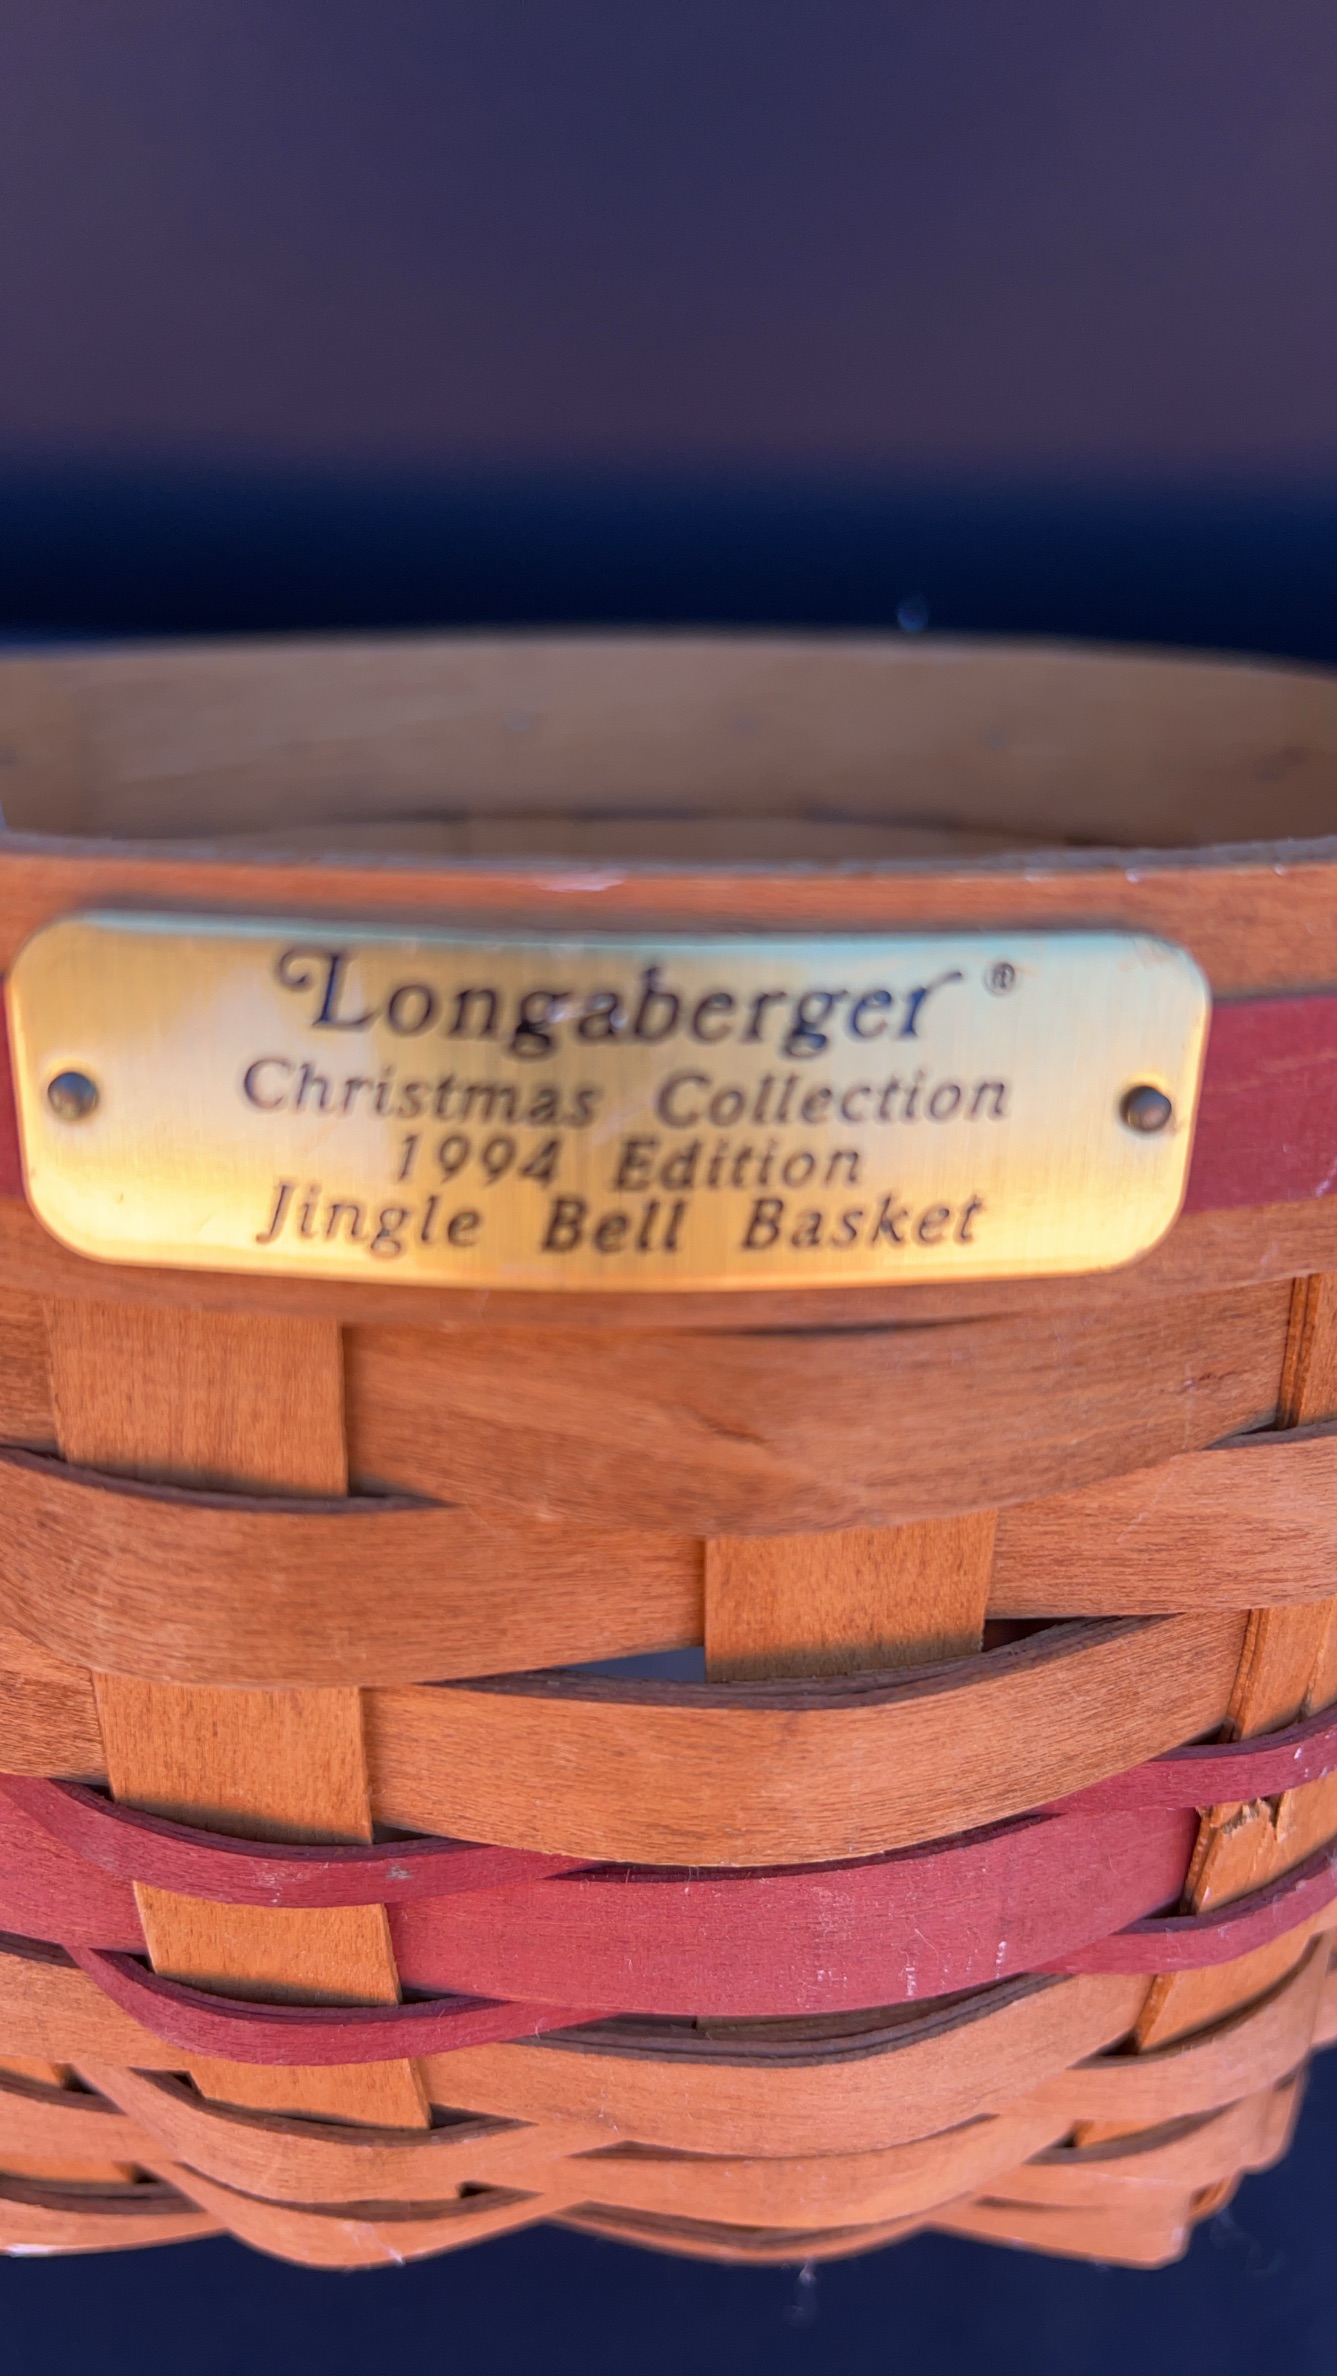 Longaberger ®
Christmas Collection
1994 Edition
Jingle Bell Basket